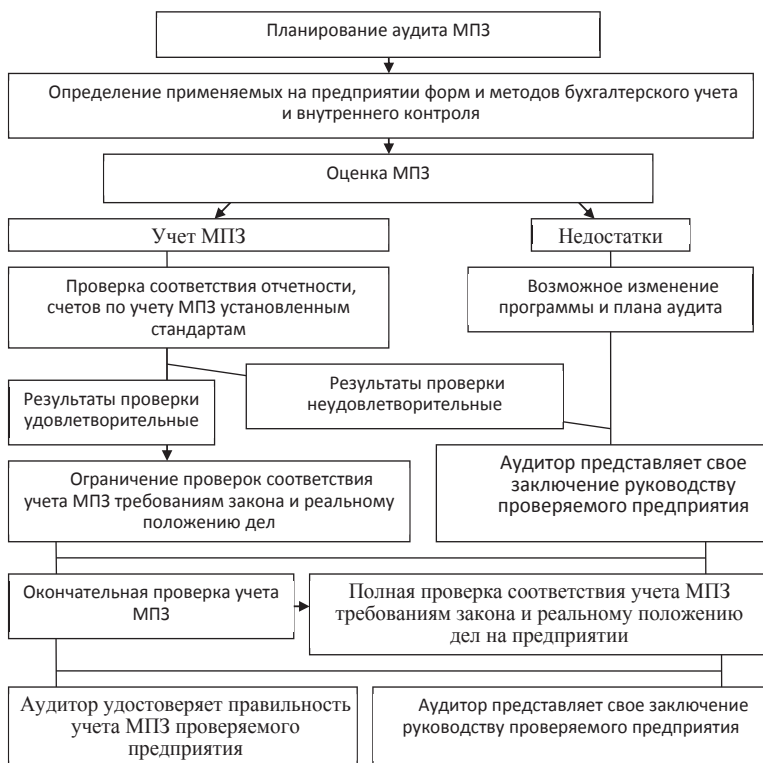 Планирование аудита МПЗ
Определение применяемых на предприятии форм и методов бухгалтерского учета
и внутреннего контроля
Оценка МПЗ
Учет МПЗ
Недостатки
Проверка соответствия отчетности,
счетов по учету МПЗ установленным
стандартам
Возможное изменение
программы и плана аудита
Результаты проверки
удовлетворительные
Результаты проверки
неудовлетворительные
Ограничение проверок соответствия
учета МПЗ требованиям закона и реальному
положению дел
Аудитор представляет свое
заключение руководству
проверяемого предприятия
Окончательная проверка учета
МПЗ
Полная проверка соответствия учета МПЗ
требованиям закона и реальному положению
дел на предприятии
Аудитор удостоверяет правильность
учета МПЗ проверяемого
предприятия
Аудитор представляет свое заключение
руководству проверяемого предприятия